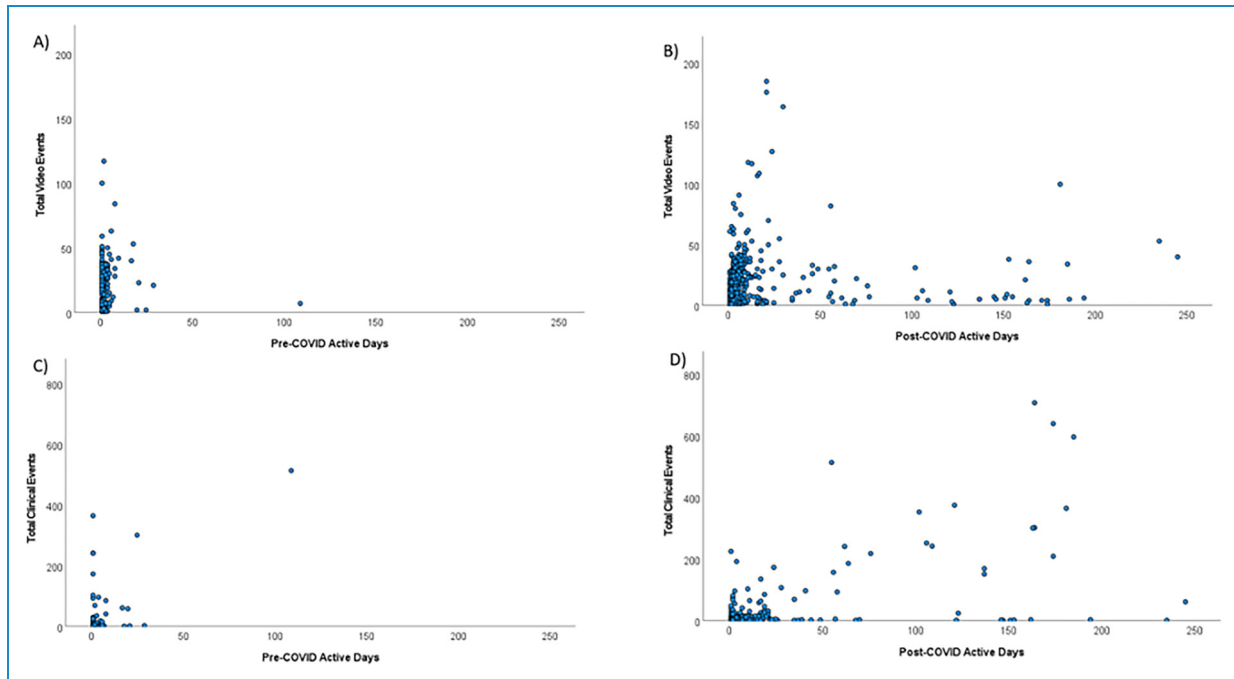 A)
200
150
100
50
0
Total Video Events
0 50 100 150 200 250
Pre-COVID Active Days
B)
200
150
100
50
0
Total Video Events
0 50 100 150 200 250
Post-COVID Active Days
C)
800
600
400
200
0
Total Clinical Events
0 50 100 150 200 250
Pre-COVID Active Days
D)
800
600
400
200
0
Total Clinical Events
0 50 100 150 200 250
Post-COVID Active Days